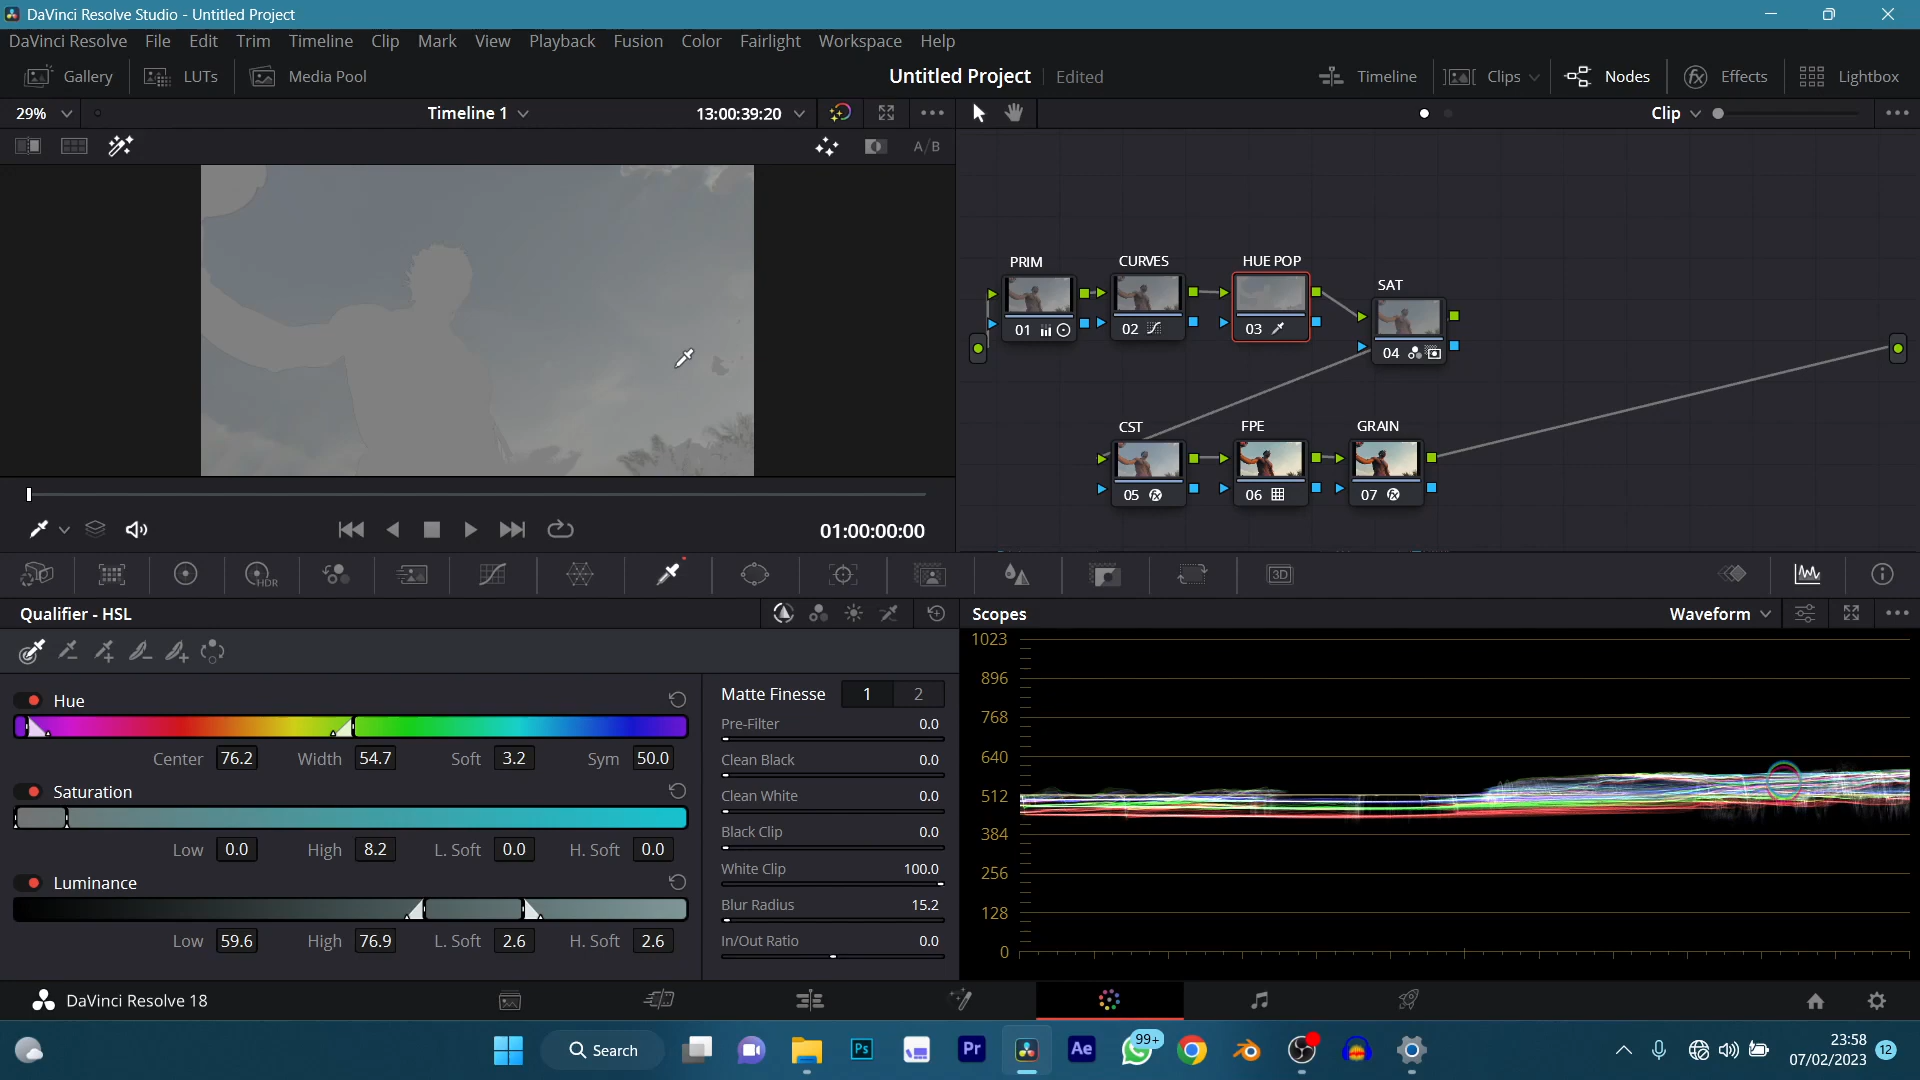 DaVinci Resolve Studio - Untitled Project
DaVinci Resolve File Edit Trim Timeline Clip Mark View Playback Fusion Color Fairlight Workspace Help
Gallery LUTs Media Pool Untitled Project Edited Timeline Clips Nodes Effects Lightbox
29% Timeline 1 13:00:39:20 Clip
A/B
PRIM CURVES HUE POP
SAT
01 02 03
04
CST FPE GRAIN
05 06 07
01:00:00:00
HDR 3D
Qualifier - HSL Scopes Waveform
1023
896
768
640
512
384
256
128
0
Hue
Center 76.2 Width 54.7 Soft 3.2 Sym 50.0
Saturation
Low 0.0 High 8.2 L. Soft 0.0 H. Soft 0.0
Luminance
Low 59.6 High 76.9 L. Soft 2.6 H. Soft 2.6
Matte Finesse 1 2
Pre-Filter 0.0
Clean Black 0.0
Clean White 0.0
Black Clip 0.0
White Clip 100.0
Blur Radius 15.2
In/Out Ratio 0.0
DaVinci Resolve 18
Search Ps Pr Ae 99+
23:58
07/02/2023 12